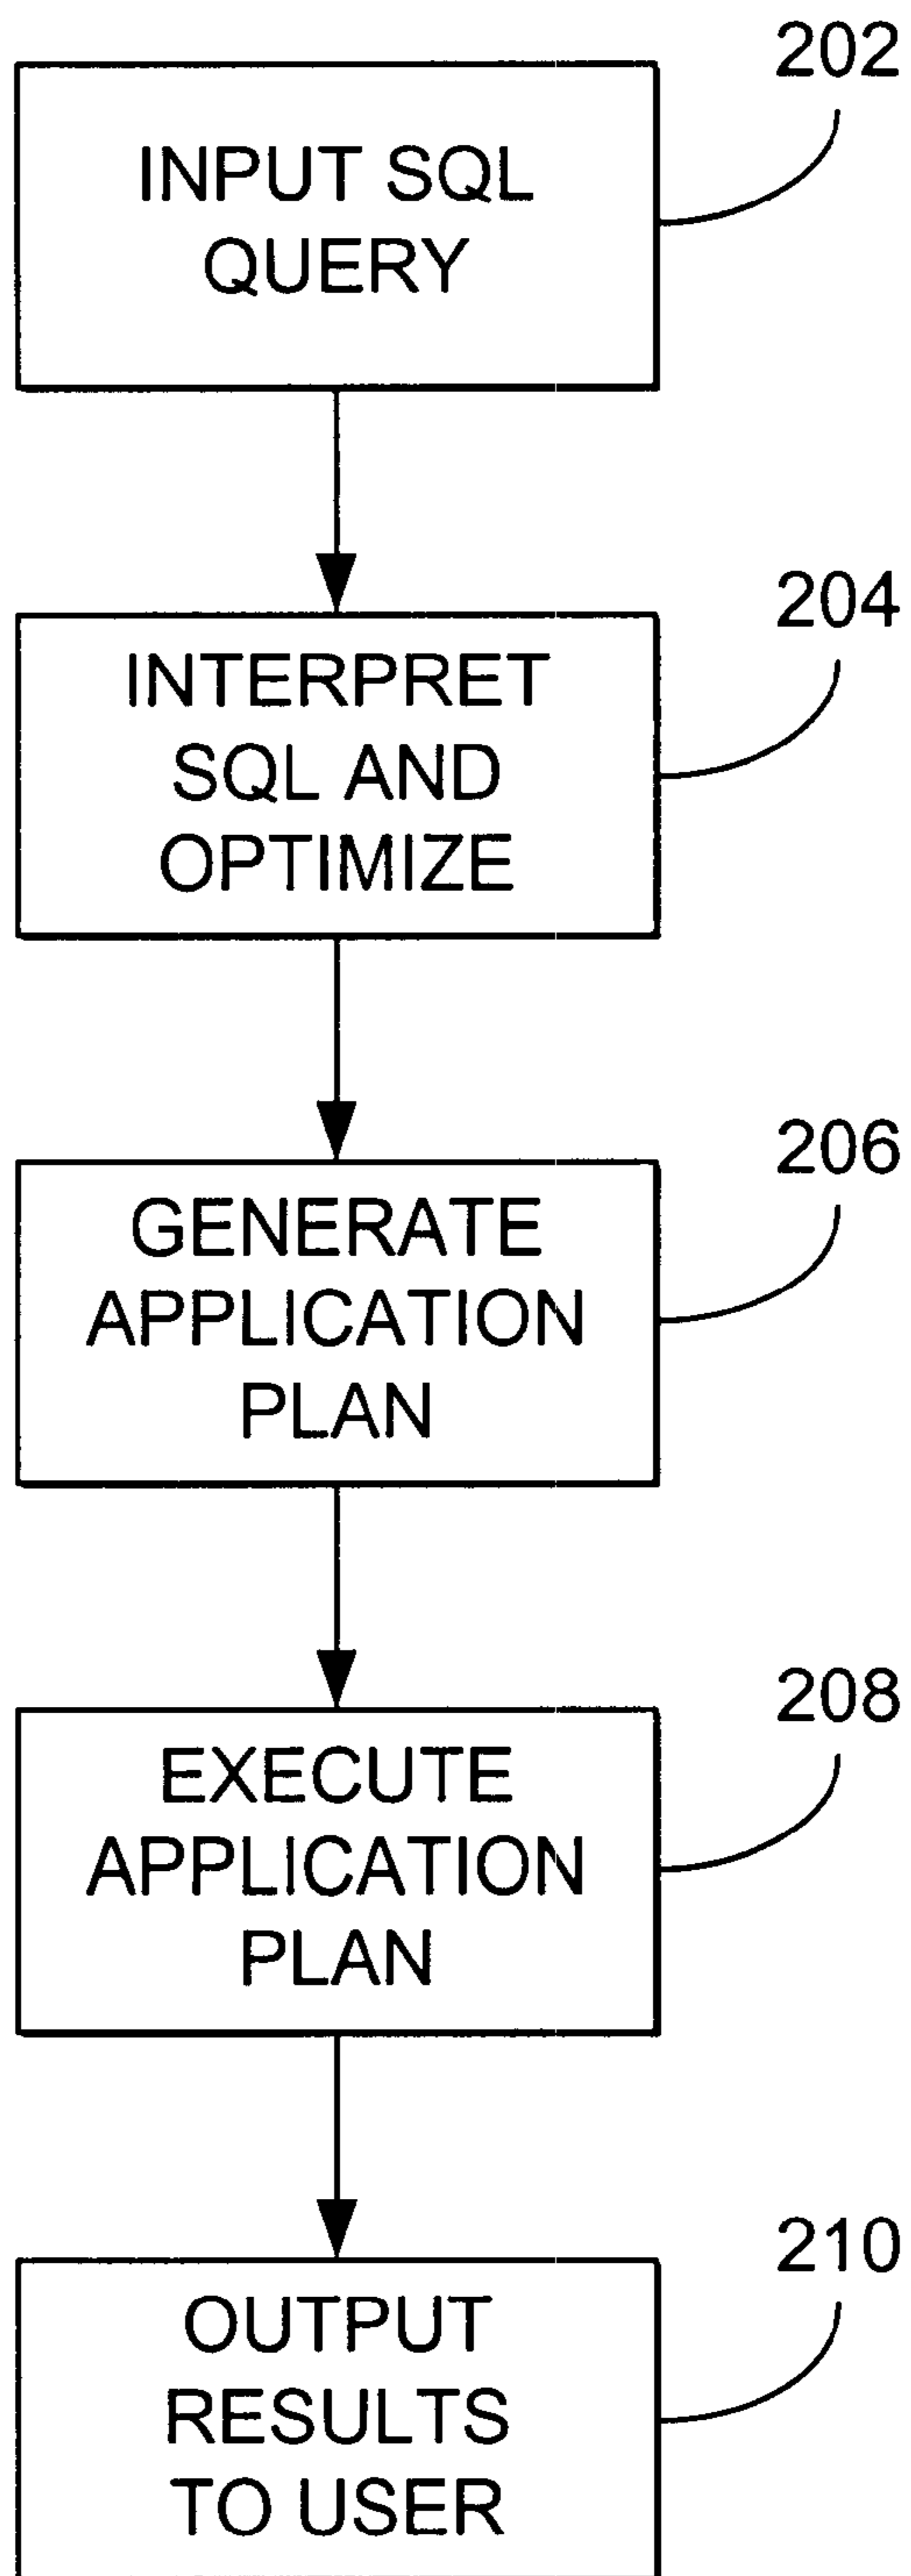 202
INPUT SQL
QUERY
204
INTERPRET
SQL AND
OPTIMIZE
206
GENERATE
APPLICATION
PLAN
208
EXECUTE
APPLICATION
PLAN
210
OUTPUT
RESULTS
TO USER